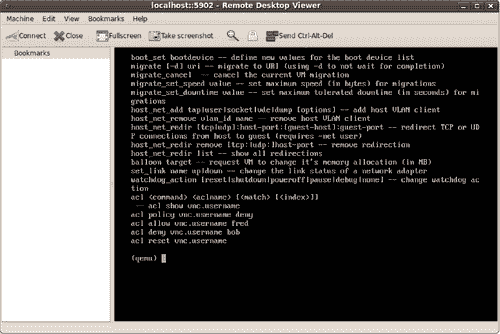 localhost::5902 - Remote Desktop Viewer
Machine Edit View Bookmarks Help
Connect Close Fullscreen Take screenshot Send Ctrl-Alt-Del
Bookmarks
boot_set bootdevice -- define new values for the boot device list
migrate [-d] uri -- migrate to URI (using -d to not wait for completion)
migrate_cancel -- cancel the current VM migration
migrate_set_speed value -- set maximum speed (in bytes) for migrations
migrate_set_downtime value -- set maximum tolerated downtime (in seconds) for mi
grations
host_net_add tap|user|socket|vde|dump [options] -- add host VLAN client
host_net_remove vlan_id name -- remove host VLAN client
host_net_redir [tcp|udp]:host-port:[guest-host]:guest-port -- redirect TCP or UD
P connections from host to guest (requires -net user)
host_net_redir remove [tcp:|udp:]host-port -- remove redirection
host_net_redir list -- show all redirections
balloon target -- request VM to change it's memory allocation (in MB)
set_link name up|down -- change the link status of a network adapter
watchdog_action [reset|shutdown|poweroff|pause|debug|none] -- change watchdog ac
tion
acl <command> <aclname> [<match> [<index>]]
-- acl show vnc.username
acl policy vnc.username deny
acl allow vnc.username fred
acl deny vnc.username bob
acl reset vnc.username
(qemu)